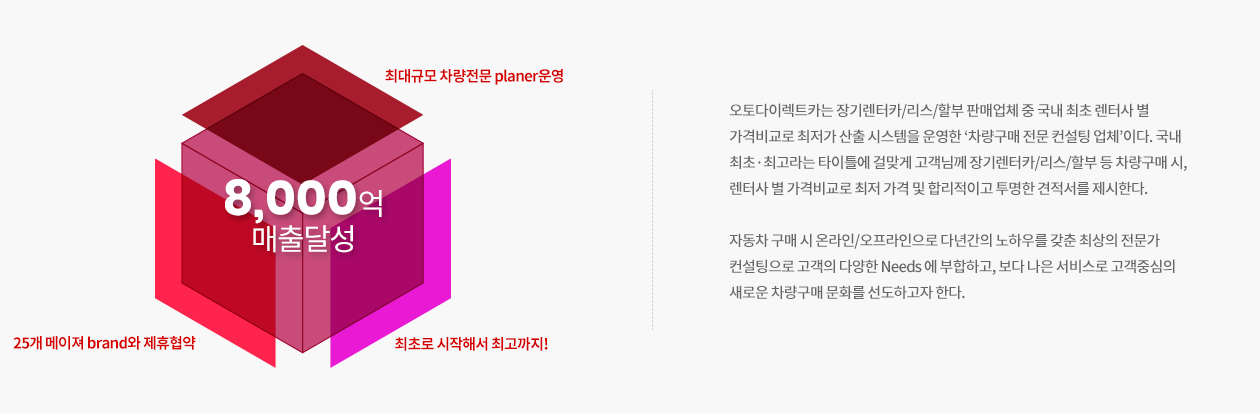 최대규모 차량전문 planer운영
8,000억
매출달성
25개 메이져 brand와 제휴협약
최초로 시작해서 최고까지!
오토다이렉트카는 장기렌터카/리스/할부 판매업체 중 국내 최초 렌터사 별
가격비교로 최저가 산출 시스템을 운영한 ‘차량구매 전문 컨설팅 업체’이다. 국내
최초·최고라는 타이틀에 걸맞게 고객님께 장기렌터카/리스/할부 등 차량구매 시,
렌터사 별 가격비교로 최저 가격 및 합리적이고 투명한 견적서를 제시한다.
자동차 구매 시 온라인/오프라인으로 다년간의 노하우를 갖춘 최상의 전문가
컨설팅으로 고객의 다양한 Needs 에 부합하고, 보다 나은 서비스로 고객중심의
새로운 차량구매 문화를 선도하고자 한다.